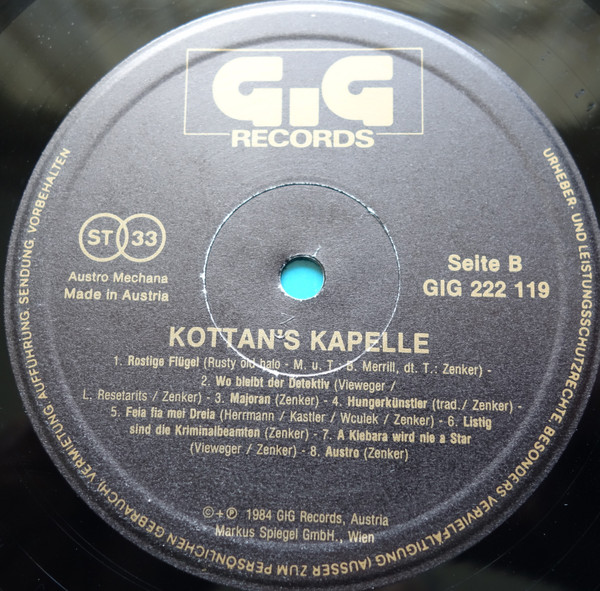 GiG
RECORDS
ST 33
Austro Mechana
Made in Austria
Seite B
GIG 222 119
KOTTAN'S KAPELLE
1. Rostige Flügel (Rusty old halo - M. u. T.: B. Merrill, dt. T.: Zenker) -
2. Wo bleibt der Detektiv (Vieweger /
L. Resetarits / Zenker) - 3. Majoran (Zenker) - 4. Hungerkünstler (trad./ Zenker) -
5. Feia fia mei Dreia (Herrmann / Kastler / Wculek / Zenker) - 6. Listig
sind die Kriminalbeamten (Zenker) - 7. A Kiebara wird nie a Star
(Vieweger / Zenker) - 8. Austro (Zenker)
©+℗ 1984 GIG Records, Austria
Markus Spiegel GmbH., Wien
URHEBER- UND LEISTUNGSSCHUTZRECHTE BESONDERS VERVIELFÄLTIGUNG (AUSSER ZUM PERSÖNLICHEN GEBRAUCH) VERMIETUNG AUFFÜHRUNG, SENDUNG, VORBEHALTEN